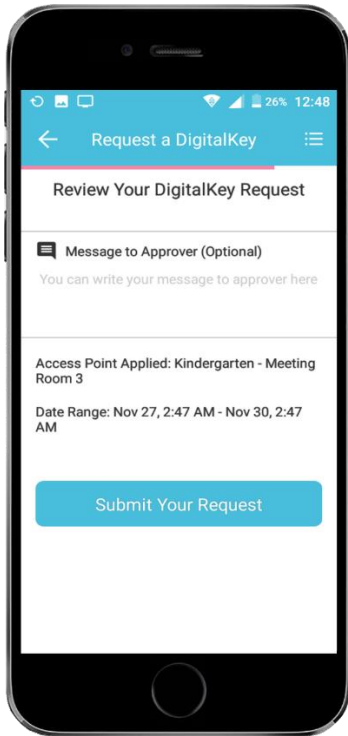 26% 12:48
Request a DigitalKey
Review Your DigitalKey Request
Message to Approver (Optional)
You can write your message to approver here
Access Point Applied: Kindergarten - Meeting
Room 3
Date Range: Nov 27, 2:47 AM - Nov 30, 2:47
AM
Submit Your Request